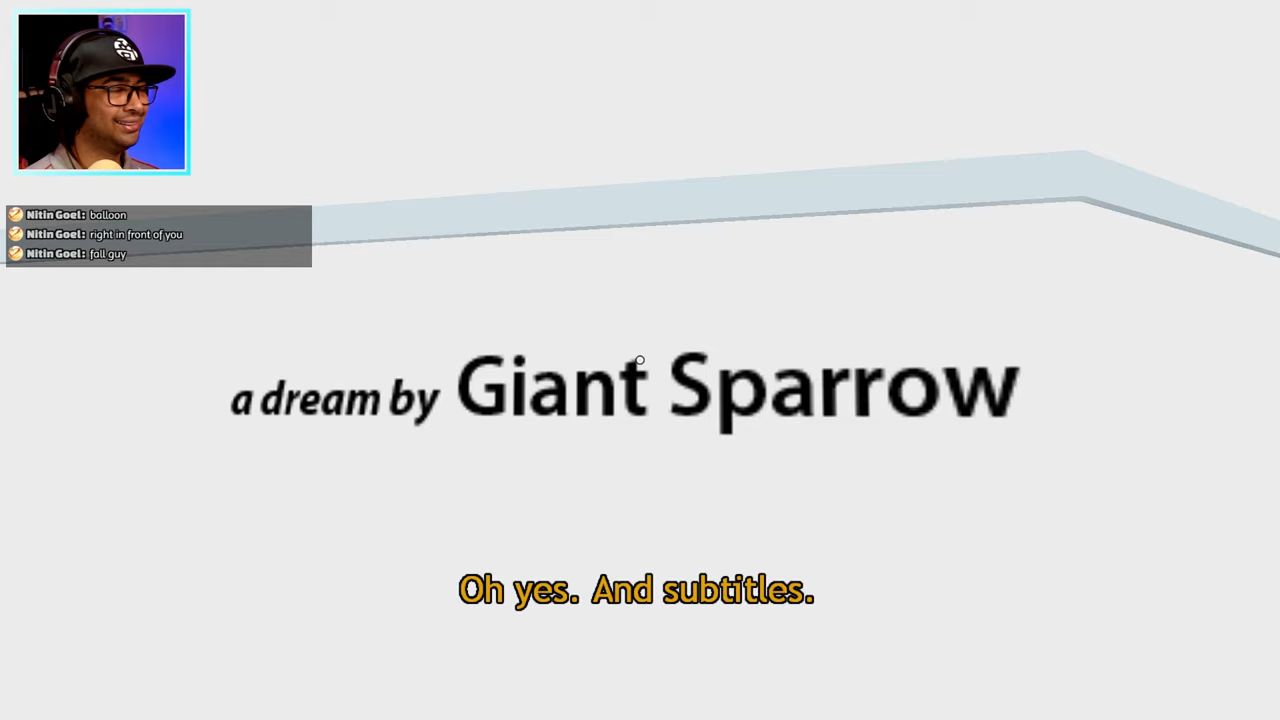 Nitin Goel: balloon
Nitin Goel: right in front of you
Nitin Goel: fall guy
a dream by Giant Sparrow
Oh yes. And subtitles.